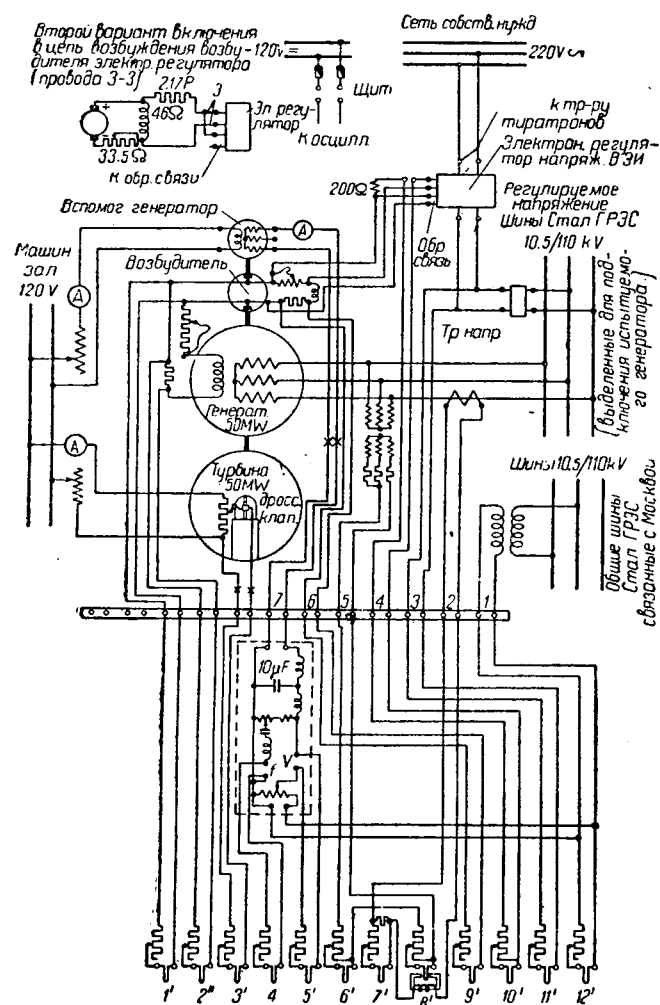 Второй вариант включения
в цепь возбуждения возбу-
дителя электр. регулятора
(провода 3-3)
120v =
Щит
К осцилл.
2.17Р
3
46Ω
Эл регу-
лятор
+
-
33.5 Ω
К обр. связи
Сеть собств. нужд
220V ~
к тр-ру
тиратронов
Электрон. регуля-
тор напряж. ВЭИ
200Ω
Обр
связь
Регулируемое
напряжение
Шины Стал ГРЭС
10.5/110 kV
(выделенные для под-
ключения испытуемо-
го генератора)
Вспомог генератор
A
Машин
зал
120 V
A
Возбудитель
Тр напр.
Генерат.
50MW
A
Турбина
50MW
дросс.
клап.
Шины 10.5/110kV
Общие шины
Стал ГРЭС
связанные с Москвой
7 6 5 4 3 2 1
10μF
f V
1' 2" 3' 4 5' 6' 7' 8' 9' 10' 11' 12'